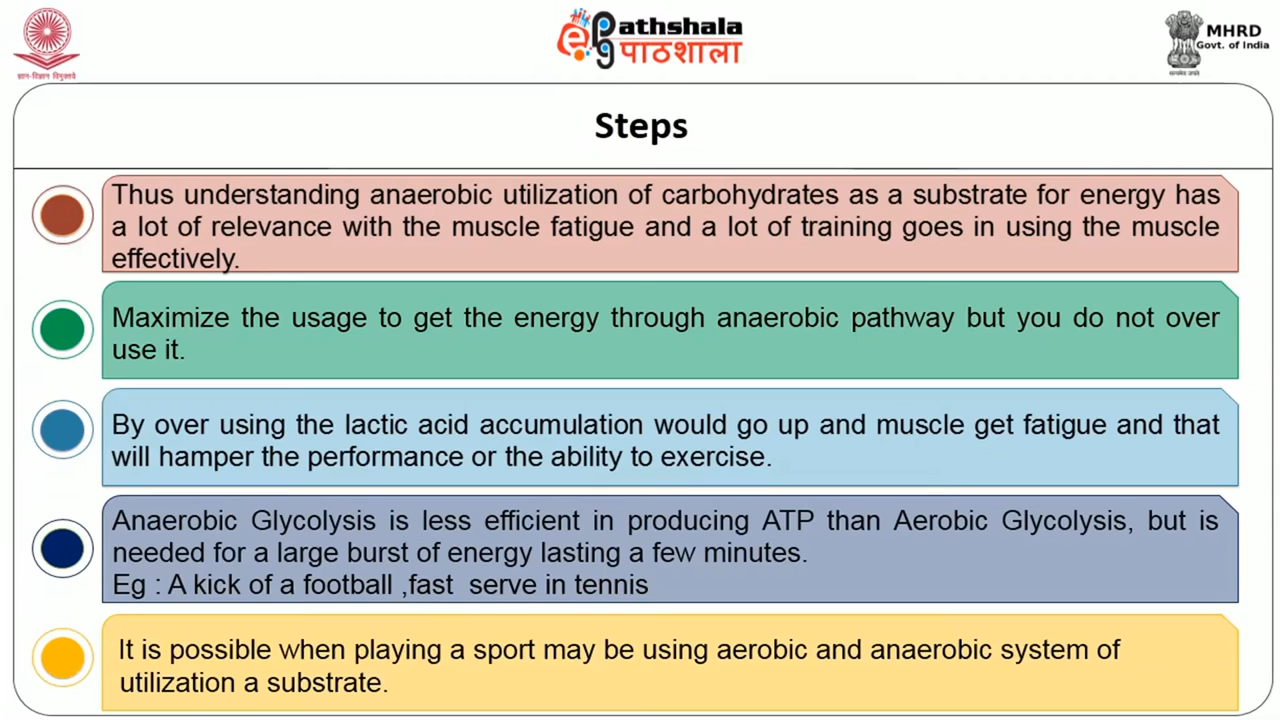 ज्ञान-विज्ञान विमुक्तये
ePathshala
पाठशाला
MHRD
Govt. of India
सत्यमेव जयते
Steps
Thus understanding anaerobic utilization of carbohydrates as a substrate for energy has
a lot of relevance with the muscle fatigue and a lot of training goes in using the muscle
effectively.
Maximize the usage to get the energy through anaerobic pathway but you do not over
use it.
By over using the lactic acid accumulation would go up and muscle get fatigue and that
will hamper the performance or the ability to exercise.
Anaerobic Glycolysis is less efficient in producing ATP than Aerobic Glycolysis, but is
needed for a large burst of energy lasting a few minutes.
Eg : A kick of a football ,fast  serve in tennis
It is possible when playing a sport may be using aerobic and anaerobic system of
utilization a substrate.